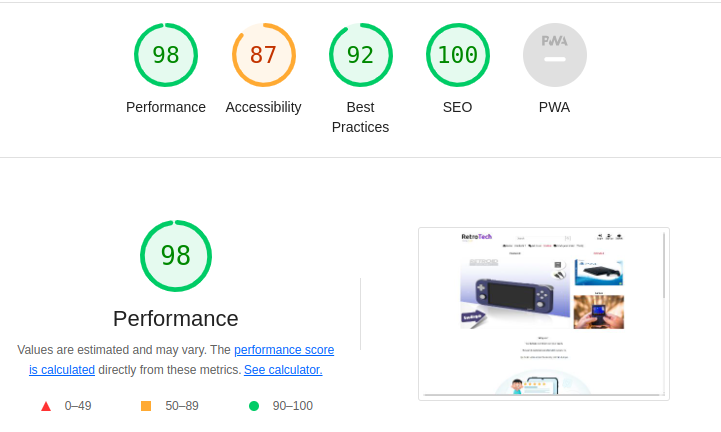 98 87 92 100 PWA
Performance Accessibility Best SEO PWA
Practices
98
Performance
Values are estimated and may vary. The performance score
is calculated directly from these metrics. See calculator.
0–49 50–89 90–100
RetroTech